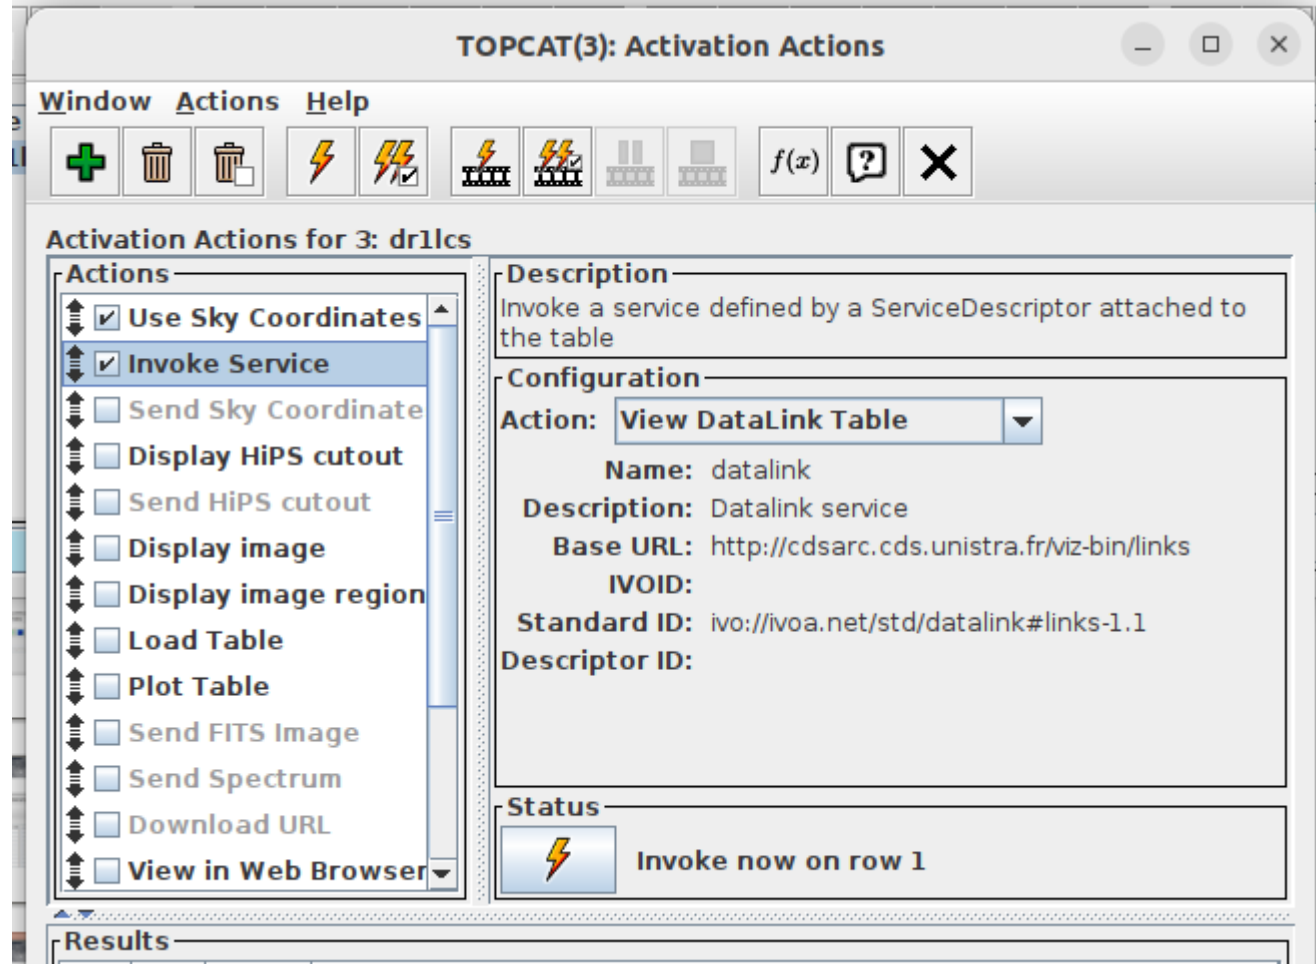 TOPCAT(3): Activation Actions
Window Actions Help
f(x)
Activation Actions for 3: dr1lcs
Actions
Use Sky Coordinates
Invoke Service
Send Sky Coordinate
Display HiPS cutout
Send HiPS cutout
Display image
Display image region
Load Table
Plot Table
Send FITS Image
Send Spectrum
Download URL
View in Web Browser
Description
Invoke a service defined by a ServiceDescriptor attached to
the table
Configuration
Action: View DataLink Table
Name: datalink
Description: Datalink service
Base URL: http://cdsarc.cds.unistra.fr/viz-bin/links
IVOID:
Standard ID: ivo://ivoa.net/std/datalink#links-1.1
Descriptor ID:
Status
Invoke now on row 1
Results